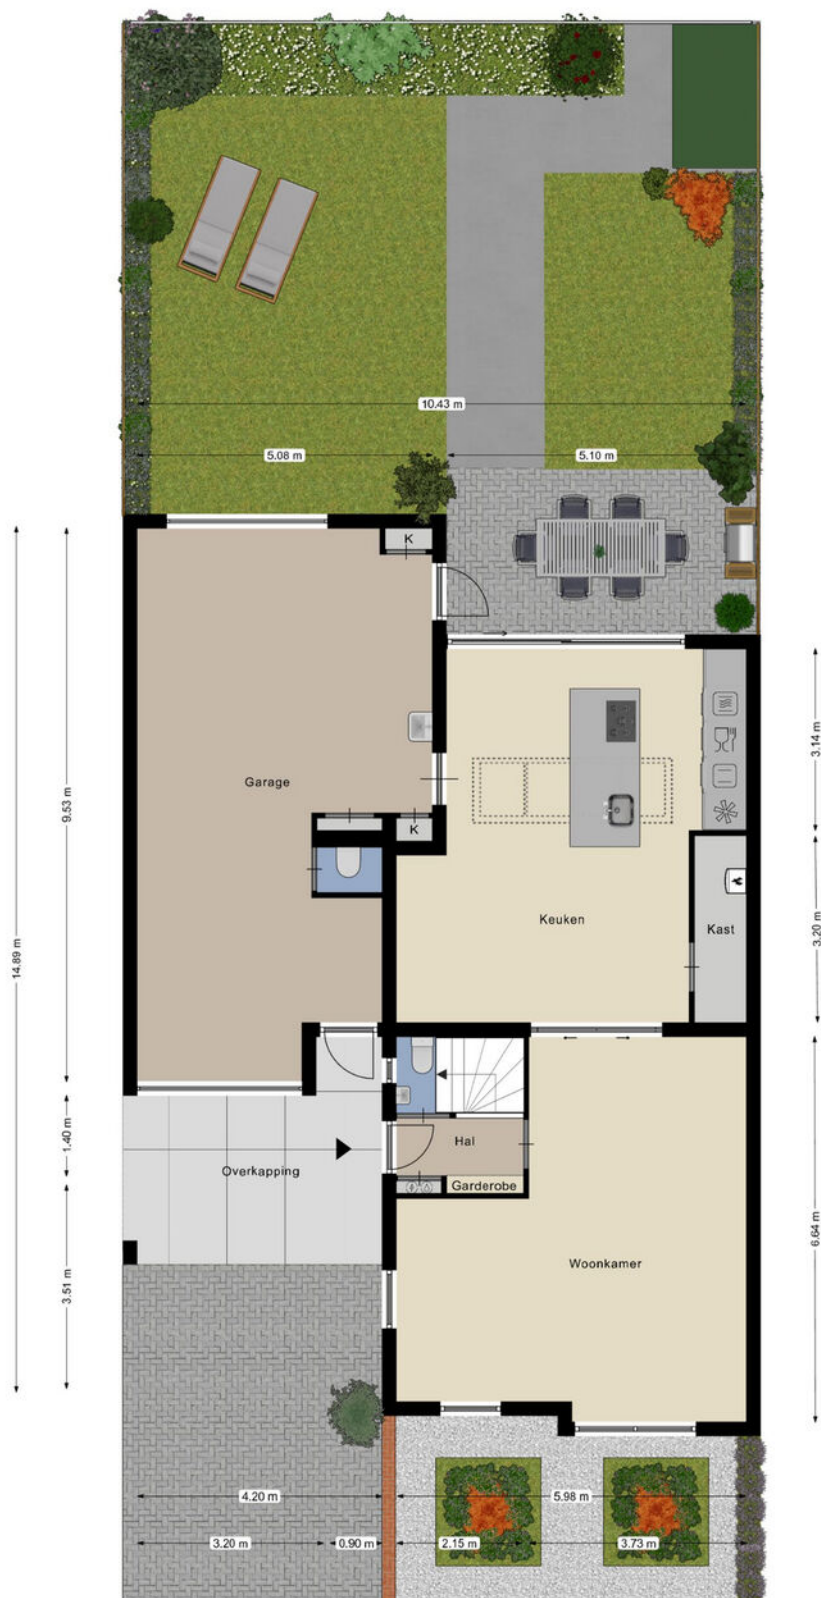 10.43 m
5.08 m
5.10 m
K
3.14 m
Garage
9.53 m
K
Keuken
Kast
3.20 m
14.89 m
Hal
1.40 m
Overkapping
Garderobe
6.64 m
Woonkamer
3.51 m
4.20 m
5.98 m
3.20 m
0.90 m
2.15 m
3.73 m